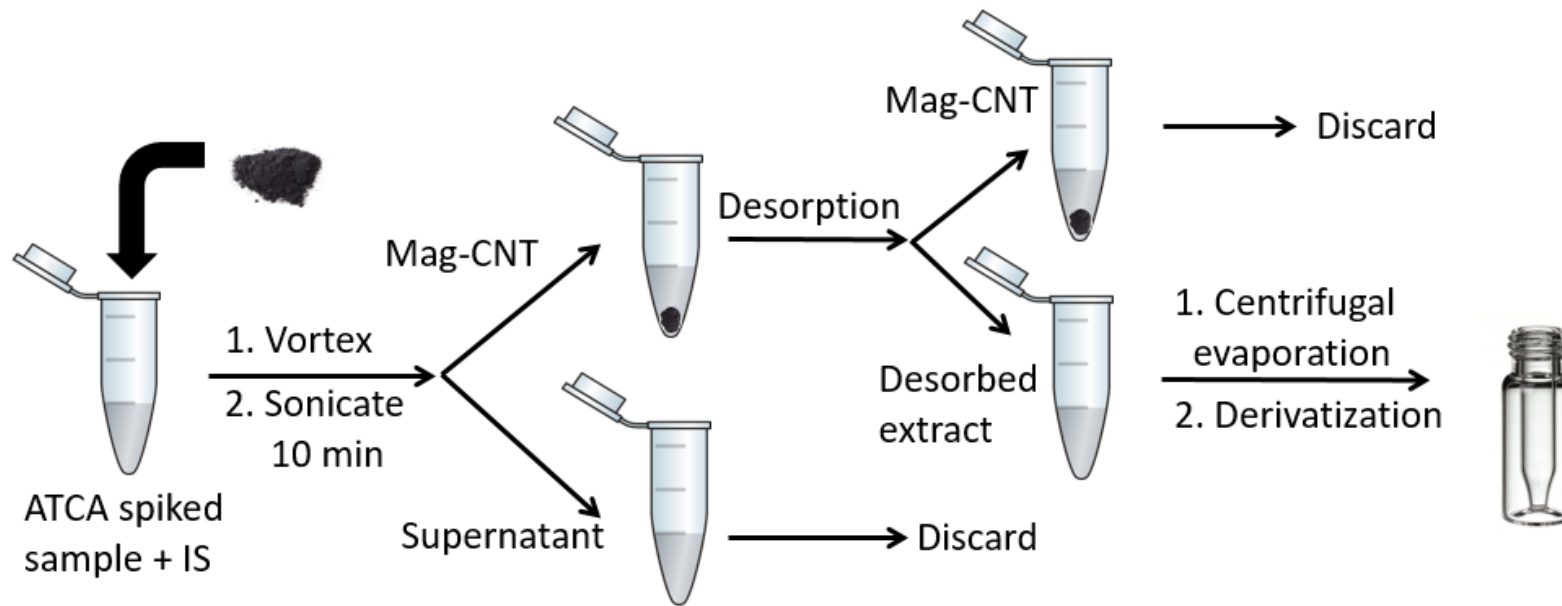 ATCA spiked
sample + IS
1. Vortex
2. Sonicate
10 min
Mag-CNT
Supernatant
Discard
Desorption
Mag-CNT
Discard
Desorbed
extract
1. Centrifugal
evaporation
2. Derivatization